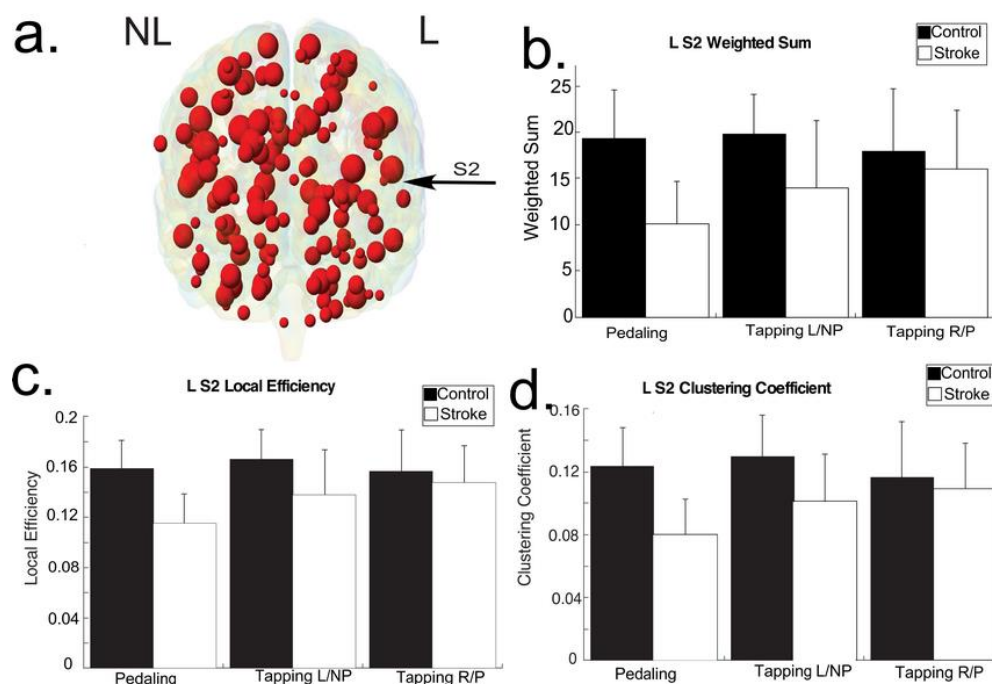 a.
NL
L
S2
b.
L S2 Weighted Sum
Control
Stroke
Weighted Sum
25
20
15
10
5
0
Pedaling
Tapping L/NP
Tapping R/P
c.
L S2 Local Efficiency
Control
Stroke
Local Efficiency
0.2
0.16
0.12
0.08
0.04
0
Pedaling
Tapping L/NP
Tapping R/P
d.
L S2 Clustering Coefficient
Control
Stroke
Clustering Coefficient
0.16
0.12
0.08
0.04
0.00
Pedaling
Tapping L/NP
Tapping R/P